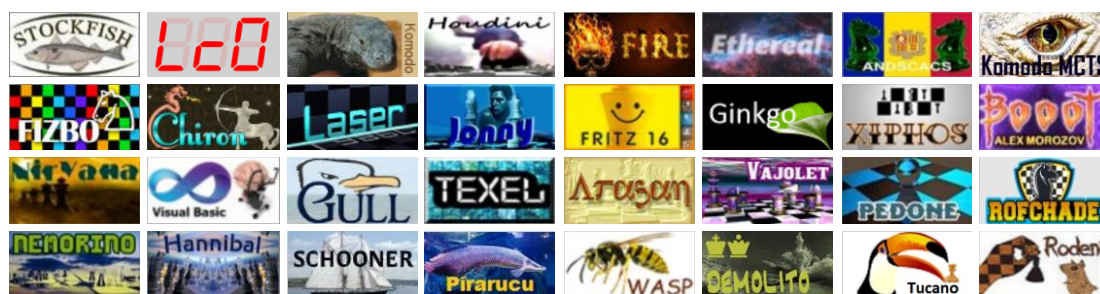 STOCKFISH
Lc0
Komodo
Houdini
FIRE
Ethereal
ANDSCACS
Komodo MCTS
FIZBO
Chiron
Laser
Jonny
FRITZ 16
Ginkgo
XIPHOS
Booot
ALEX MOROZOV
Nirvana
Visual Basic
GULL
TEXEL
Arasan
VAJOLET
PEDONE
ROFCHADE
NEMORINO
Hannibal
SCHOONER
Pirarucu
WASP
DEMOLITO
Tucano
Rodent